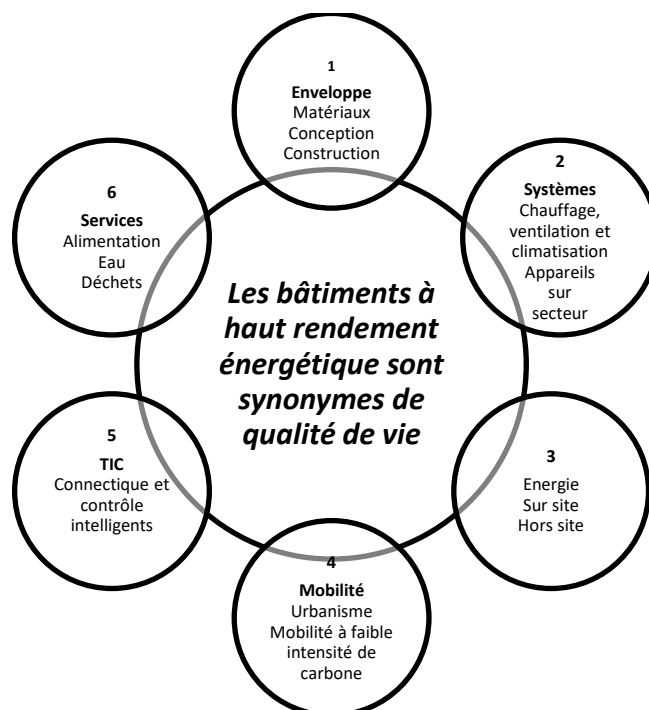 1
Enveloppe
Matériaux
Conception
Construction
2
Systèmes
Chauffage,
ventilation et
climatisation
Appareils
sur
secteur
3
Energie
Sur site
Hors site
4
Mobilité
Urbanisme
Mobilité à faible
intensité de
carbone
5
TIC
Connectique et
contrôle
intelligents
6
Services
Alimentation
Eau
Déchets
Les bâtiments à
haut rendement
énergétique sont
synonymes de
qualité de vie